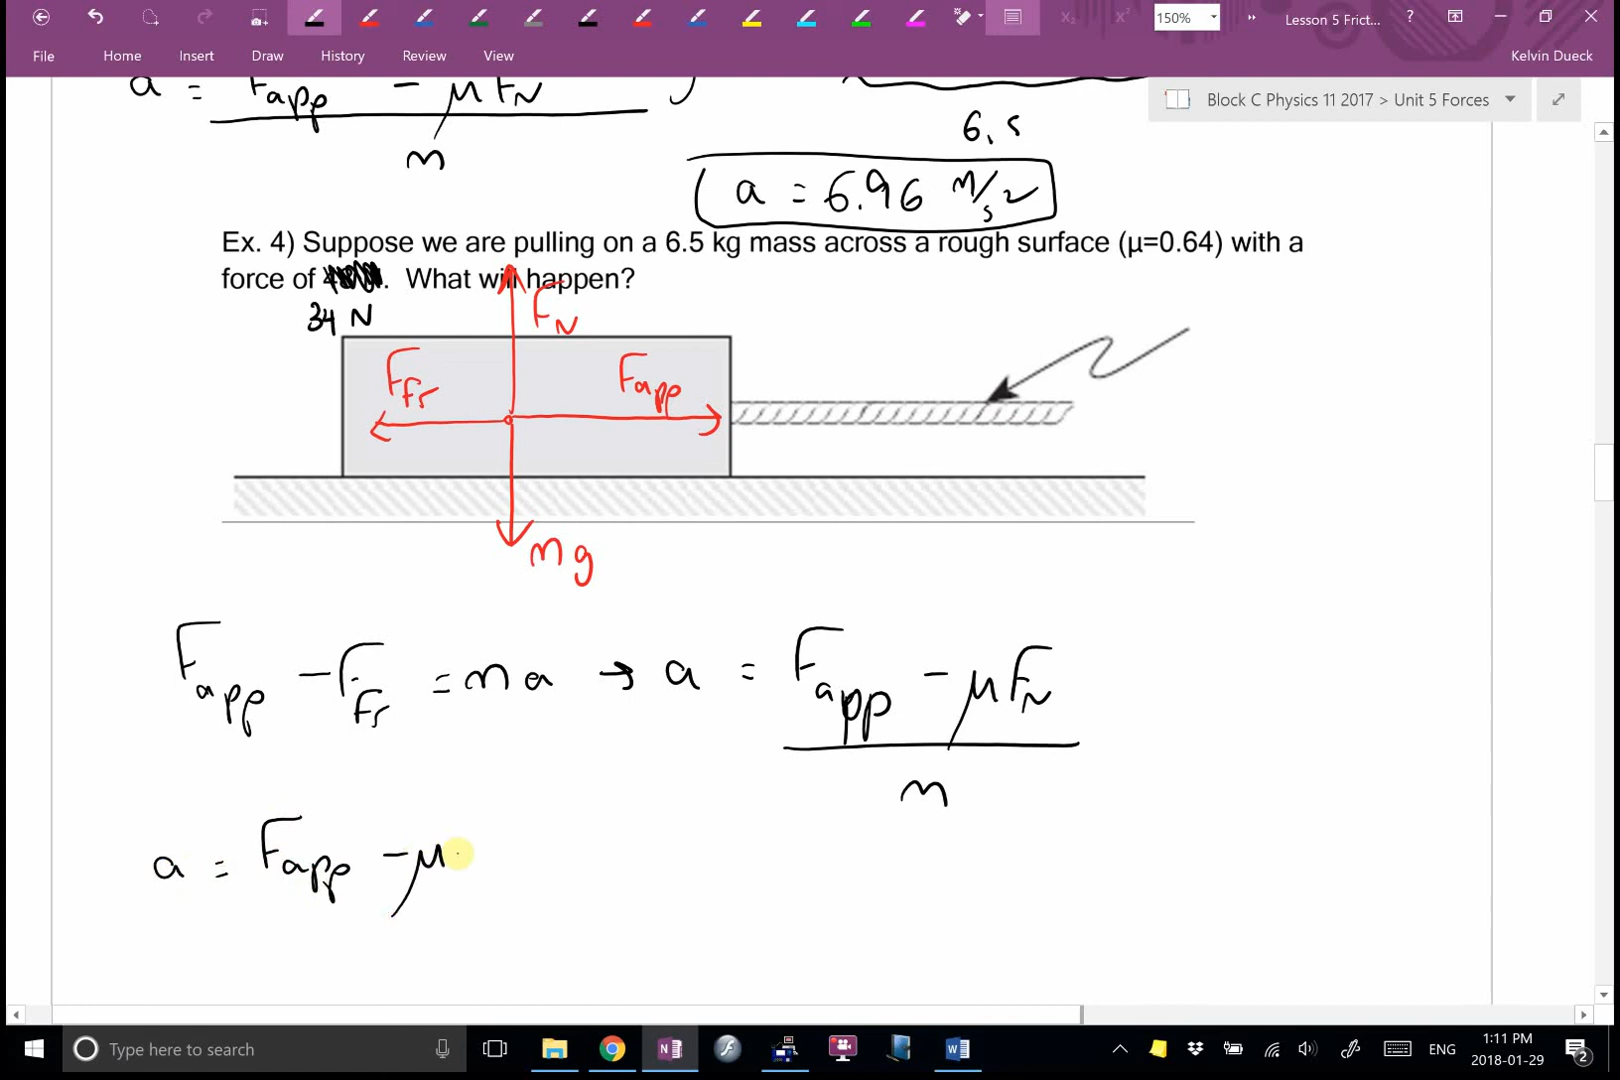 150%
Lesson 5 Frict...
?
File
Home
Insert
Draw
History
Review
View
Kelvin Dueck
Block C Physics 11 2017 > Unit 5 Forces
a = Fapp - μFN
m
6.5
a = 6.96 m/s²
Ex. 4) Suppose we are pulling on a 6.5 kg mass across a rough surface (μ=0.64) with a
force of . What will happen?
34 N
FN
Ffr
Fapp
mg
Fapp - Ffr = ma → a = Fapp - μFN
m
a = Fapp - μ
Type here to search
ENG
1:11 PM
2018-01-29
2